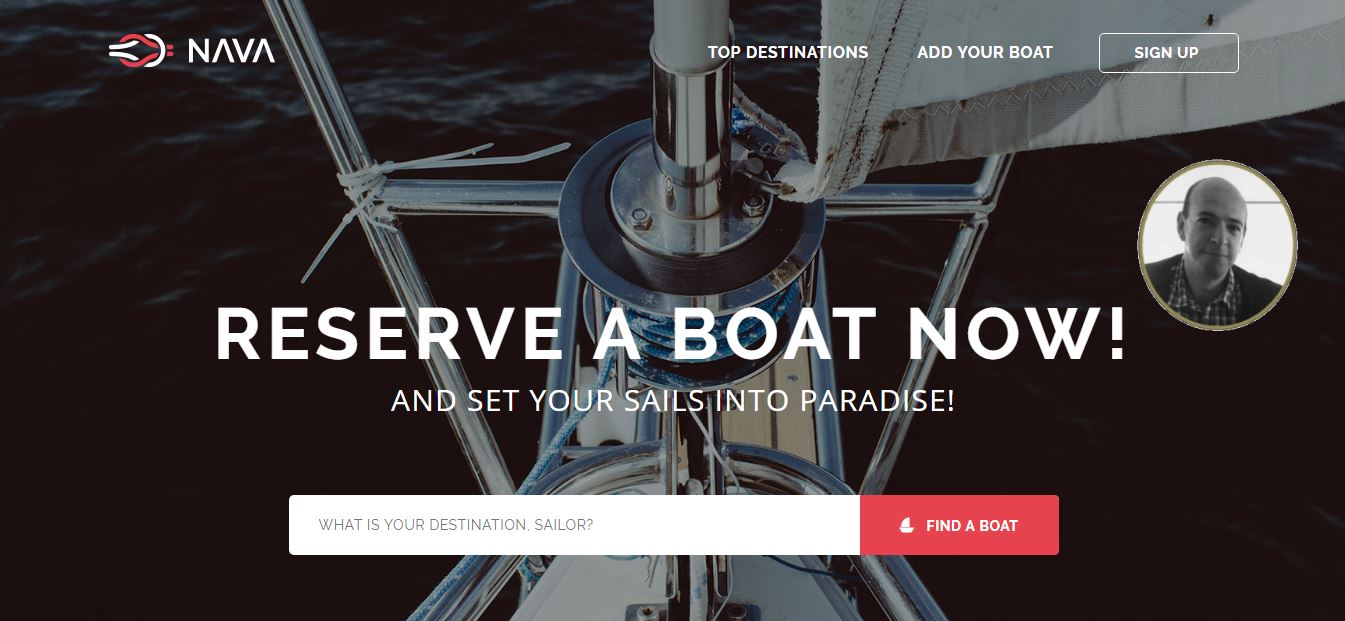 NAVA
TOP DESTINATIONS
ADD YOUR BOAT
SIGN UP
RESERVE A BOAT NOW!
AND SET YOUR SAILS INTO PARADISE!
WHAT IS YOUR DESTINATION, SAILOR?
FIND A BOAT